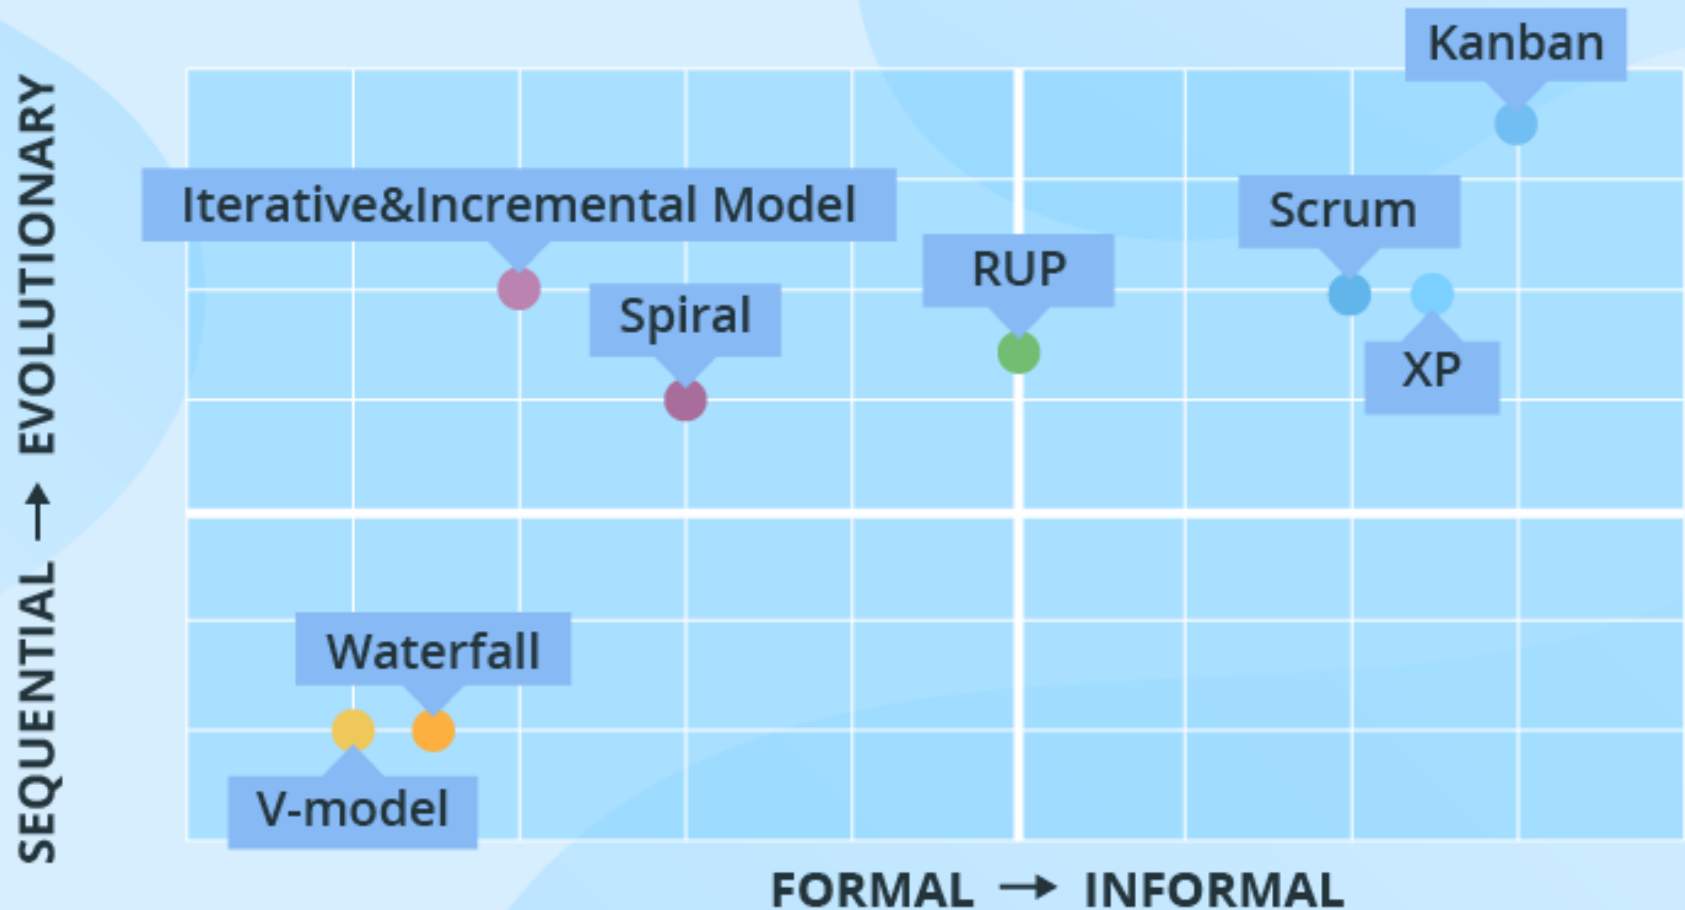 Kanban
Iterative&Incremental Model
Scrum
RUP
Spiral
XP
Waterfall
V-model
SEQUENTIAL → EVOLUTIONARY
FORMAL → INFORMAL